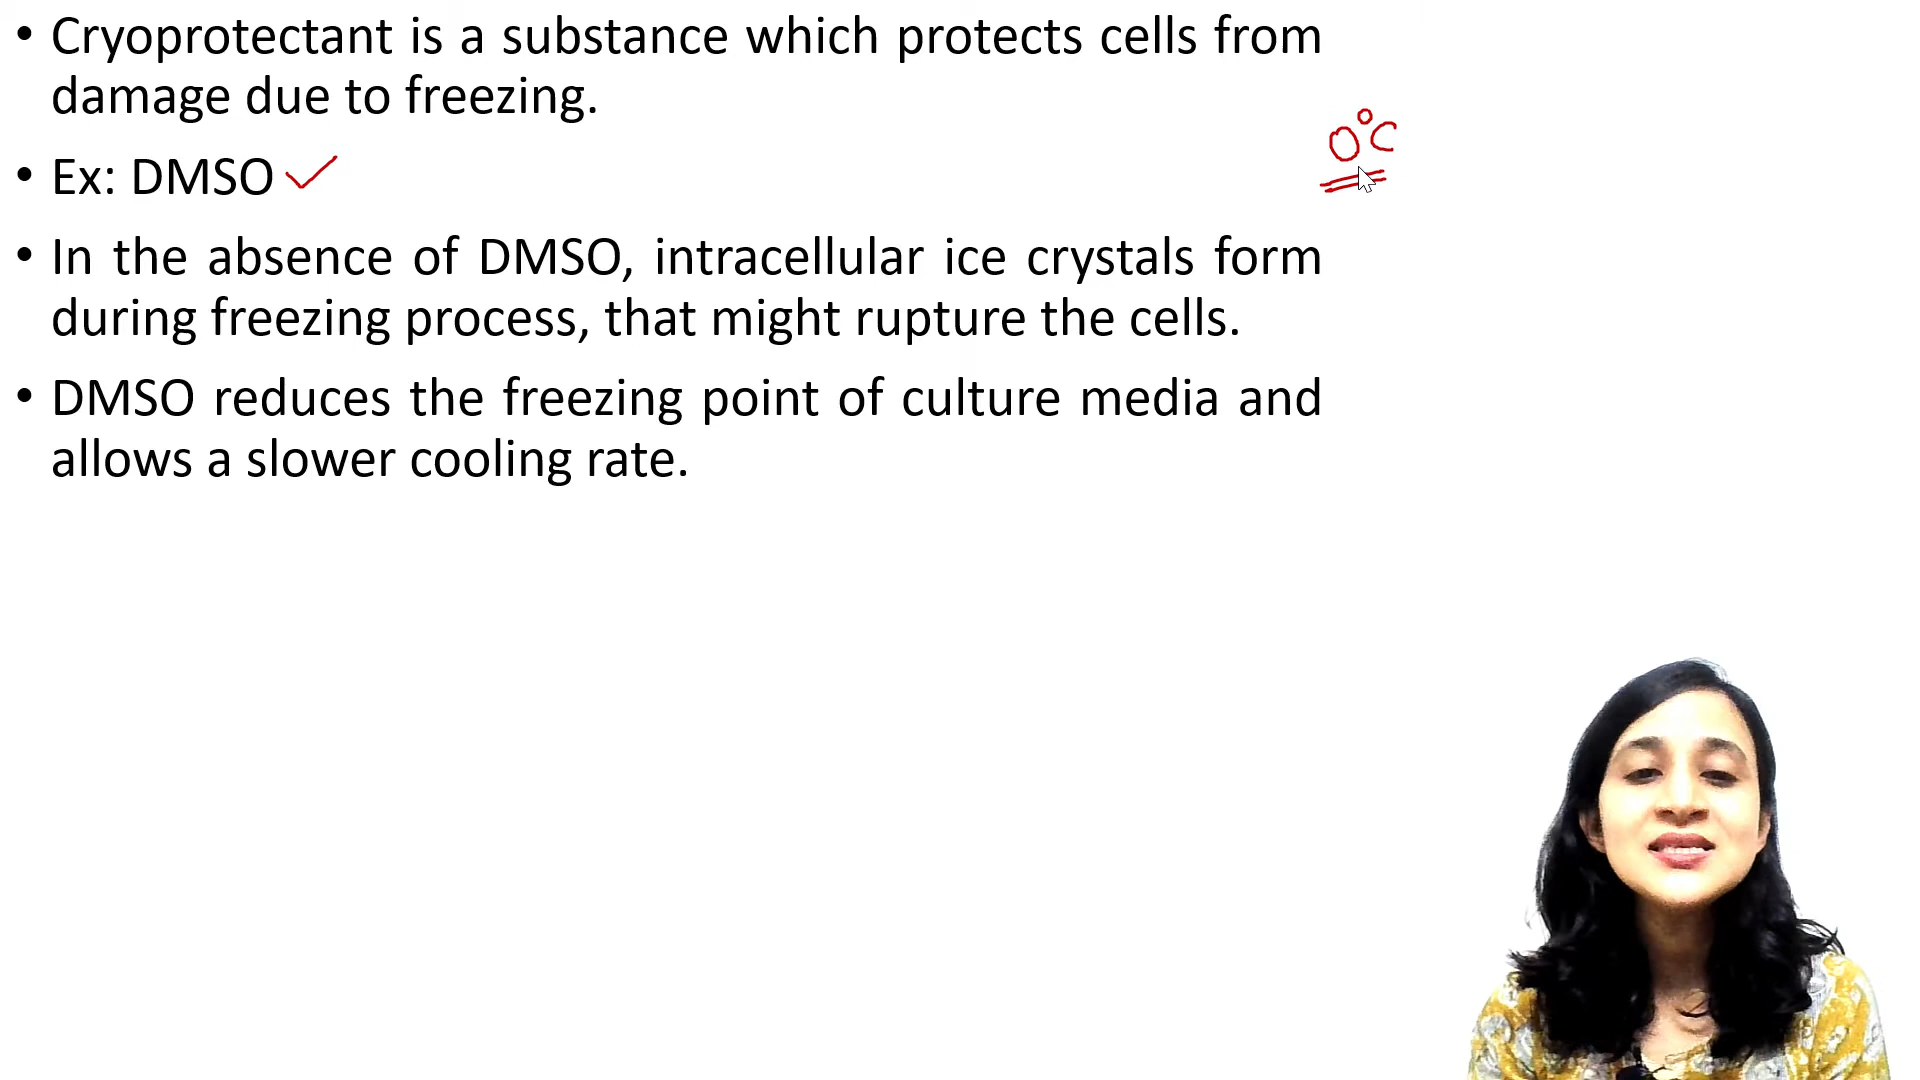 • Cryoprotectant is a substance which protects cells from
damage due to freezing.
0°C
• Ex: DMSO
• In the absence of DMSO, intracellular ice crystals form
during freezing process, that might rupture the cells.
• DMSO reduces the freezing point of culture media and
allows a slower cooling rate.